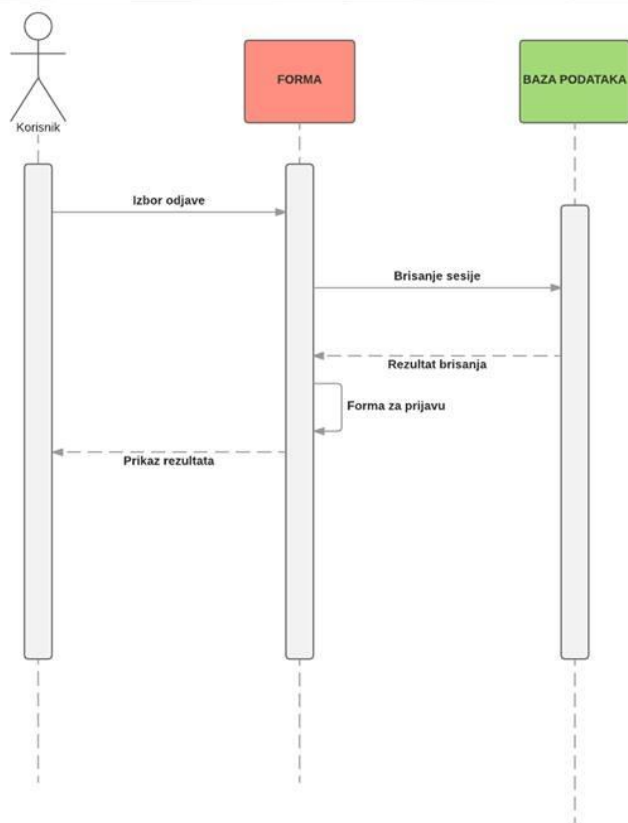 FORMA
BAZA PODATAKA
Korisnik
Izbor odjave
Brisanje sesije
Rezultat brisanja
Forma za prijavu
Prikaz rezultata